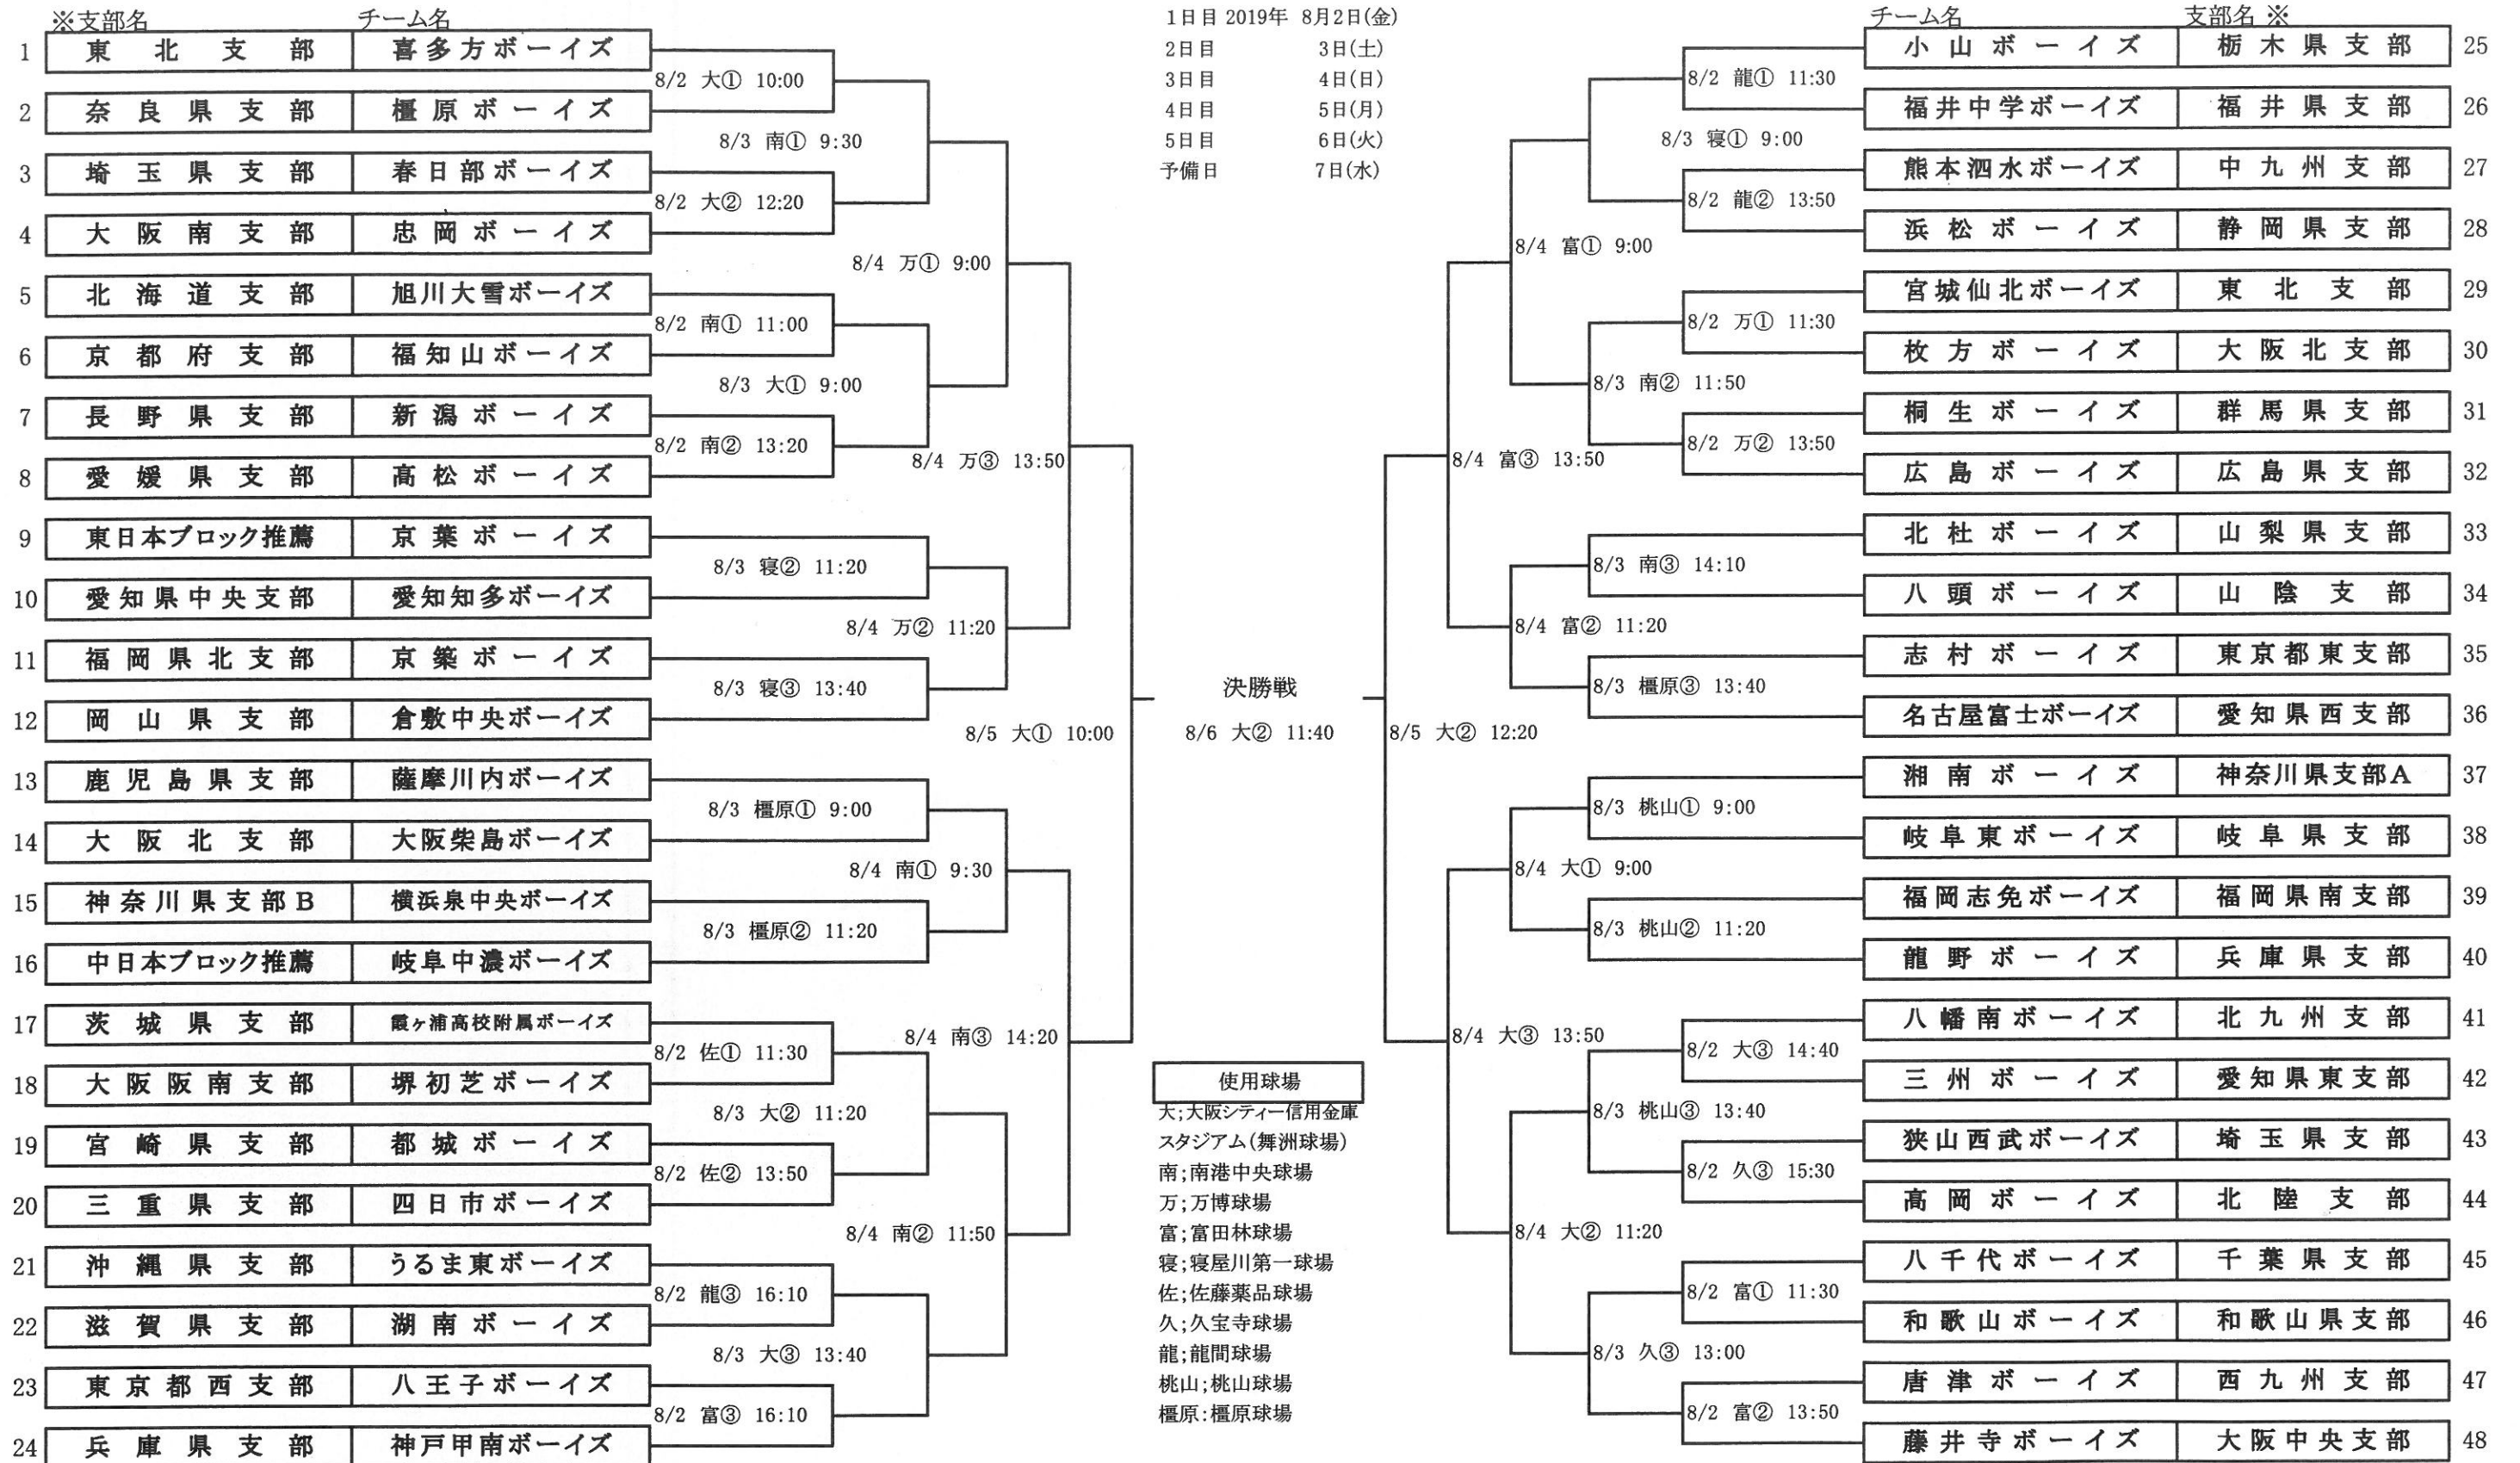 ※支部名 チーム名
1 東北支部 喜多方ボーイズ
8/2 大① 10:00
2 奈良県支部 橿原ボーイズ
8/3 南① 9:30
3 埼玉県支部 春日部ボーイズ
8/2 大② 12:20
4 大阪南支部 忠岡ボーイズ
8/4 万① 9:00
5 北海道支部 旭川大雪ボーイズ
8/2 南① 11:00
6 京都府支部 福知山ボーイズ
8/3 大① 9:00
7 長野県支部 新潟ボーイズ
8/2 南② 13:20
8/4 万③ 13:50
8 愛媛県支部 高松ボーイズ
9 東日本ブロック推薦 京葉ボーイズ
8/3 寝② 11:20
10 愛知県中央支部 愛知知多ボーイズ
8/4 万② 11:20
11 福岡県北支部 京築ボーイズ
8/3 寝③ 13:40
12 岡山県支部 倉敷中央ボーイズ
8/5 大① 10:00
13 鹿児島県支部 薩摩川内ボーイズ
8/3 橿原① 9:00
14 大阪北支部 大阪柴島ボーイズ
8/4 南① 9:30
15 神奈川県支部B 横浜泉中央ボーイズ
8/3 橿原② 11:20
16 中日本ブロック推薦 岐阜中濃ボーイズ
17 茨城県支部 霞ヶ浦高校附属ボーイズ
8/4 南③ 14:20
8/2 佐① 11:30
18 大阪阪南支部 堺初芝ボーイズ
8/3 大② 11:20
19 宮崎県支部 都城ボーイズ
8/2 佐② 13:50
20 三重県支部 四日市ボーイズ
8/4 南② 11:50
21 沖縄県支部 うるま東ボーイズ
8/2 龍③ 16:10
22 滋賀県支部 湖南ボーイズ
8/3 大③ 13:40
23 東京都西支部 八王子ボーイズ
8/2 富③ 16:10
24 兵庫県支部 神戸甲南ボーイズ
1日目 2019年 8月2日(金)
2日目 3日(土)
3日目 4日(日)
4日目 5日(月)
5日目 6日(火)
予備日 7日(水)
決勝戦
8/6 大② 11:40
使用球場
大;大阪シティー信用金庫
スタジアム(舞洲球場)
南;南港中央球場
万;万博球場
富;富田林球場
寝;寝屋川第一球場
佐;佐藤薬品球場
久;久宝寺球場
龍;龍間球場
桃山;桃山球場
橿原:橿原球場
チーム名 支部名 ※
小山ボーイズ 栃木県支部 25
8/2 龍① 11:30
福井中学ボーイズ 福井県支部 26
8/3 寝① 9:00
熊本泗水ボーイズ 中九州支部 27
8/2 龍② 13:50
浜松ボーイズ 静岡県支部 28
8/4 富① 9:00
宮城仙北ボーイズ 東北支部 29
8/2 万① 11:30
枚方ボーイズ 大阪北支部 30
8/3 南② 11:50
桐生ボーイズ 群馬県支部 31
8/2 万② 13:50
8/4 富③ 13:50
広島ボーイズ 広島県支部 32
北杜ボーイズ 山梨県支部 33
8/3 南③ 14:10
八頭ボーイズ 山陰支部 34
8/4 富② 11:20
志村ボーイズ 東京都東支部 35
8/3 橿原③ 13:40
名古屋富士ボーイズ 愛知県西支部 36
8/5 大② 12:20
湘南ボーイズ 神奈川県支部A 37
8/3 桃山① 9:00
岐阜東ボーイズ 岐阜県支部 38
8/4 大① 9:00
福岡志免ボーイズ 福岡県南支部 39
8/3 桃山② 11:20
龍野ボーイズ 兵庫県支部 40
八幡南ボーイズ 北九州支部 41
8/4 大③ 13:50
8/2 大③ 14:40
三州ボーイズ 愛知県東支部 42
8/3 桃山③ 13:40
狭山西武ボーイズ 埼玉県支部 43
8/2 久③ 15:30
高岡ボーイズ 北陸支部 44
8/4 大② 11:20
八千代ボーイズ 千葉県支部 45
8/2 富① 11:30
和歌山ボーイズ 和歌山県支部 46
8/3 久③ 13:00
唐津ボーイズ 西九州支部 47
8/2 富② 13:50
藤井寺ボーイズ 大阪中央支部 48